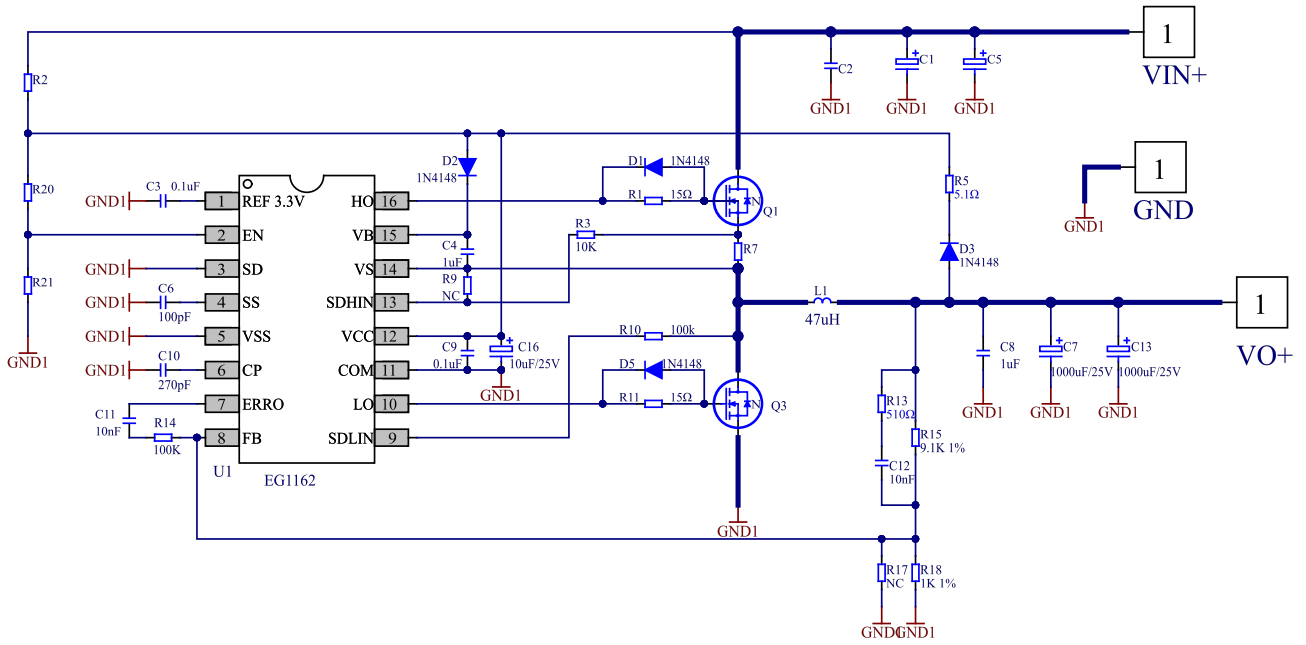 1
VIN+
R2
C2
C1
C5
GND1
GND1
GND1
D2
1N4148
D1
1N4148
R1
15Ω
1
GND
GND1
R20
GND1
C3
0.1uF
1
REF 3.3V
HO
16
N
Q1
R5
5.1Ω
2
EN
VB
15
R3
10K
R7
C4
1uF
D3
1N4148
GND1
3
SD
VS
14
R21
R9
NC
GND1
C6
100pF
4
SS
SDHIN
13
L1
47uH
1
VO+
GND1
5
VSS
VCC
12
R10
100k
C9
0.1uF
C16
10uF/25V
C8
1uF
C7
1000uF/25V
C13
1000uF/25V
GND1
GND1
C10
270pF
6
CP
COM
11
D5
1N4148
GND1
R11
15Ω
N
Q3
7
ERRO
LO
10
C11
10nF
R14
100K
8
FB
SDLIN
9
U1
EG1162
GND1
GND1
GND1
R13
510Ω
R15
9.1K 1%
C12
10nF
GND1
R17
NC
R18
1K 1%
GND1
GND1